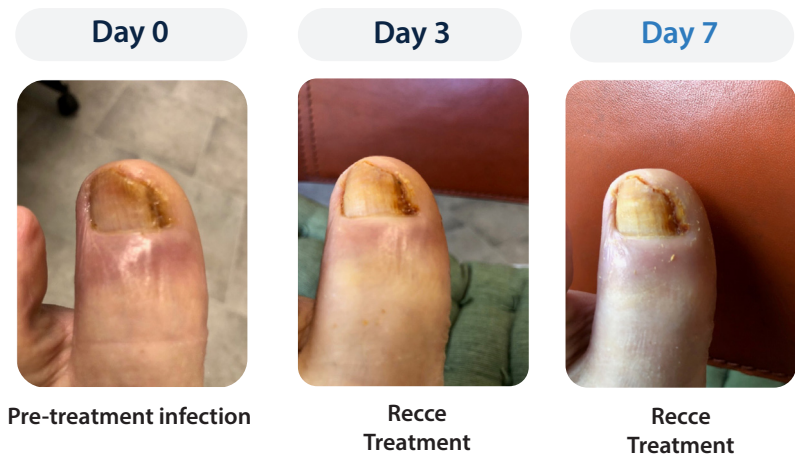 Day 0
Day 3
Day 7
Pre-treatment infection
Recce
Treatment
Recce
Treatment